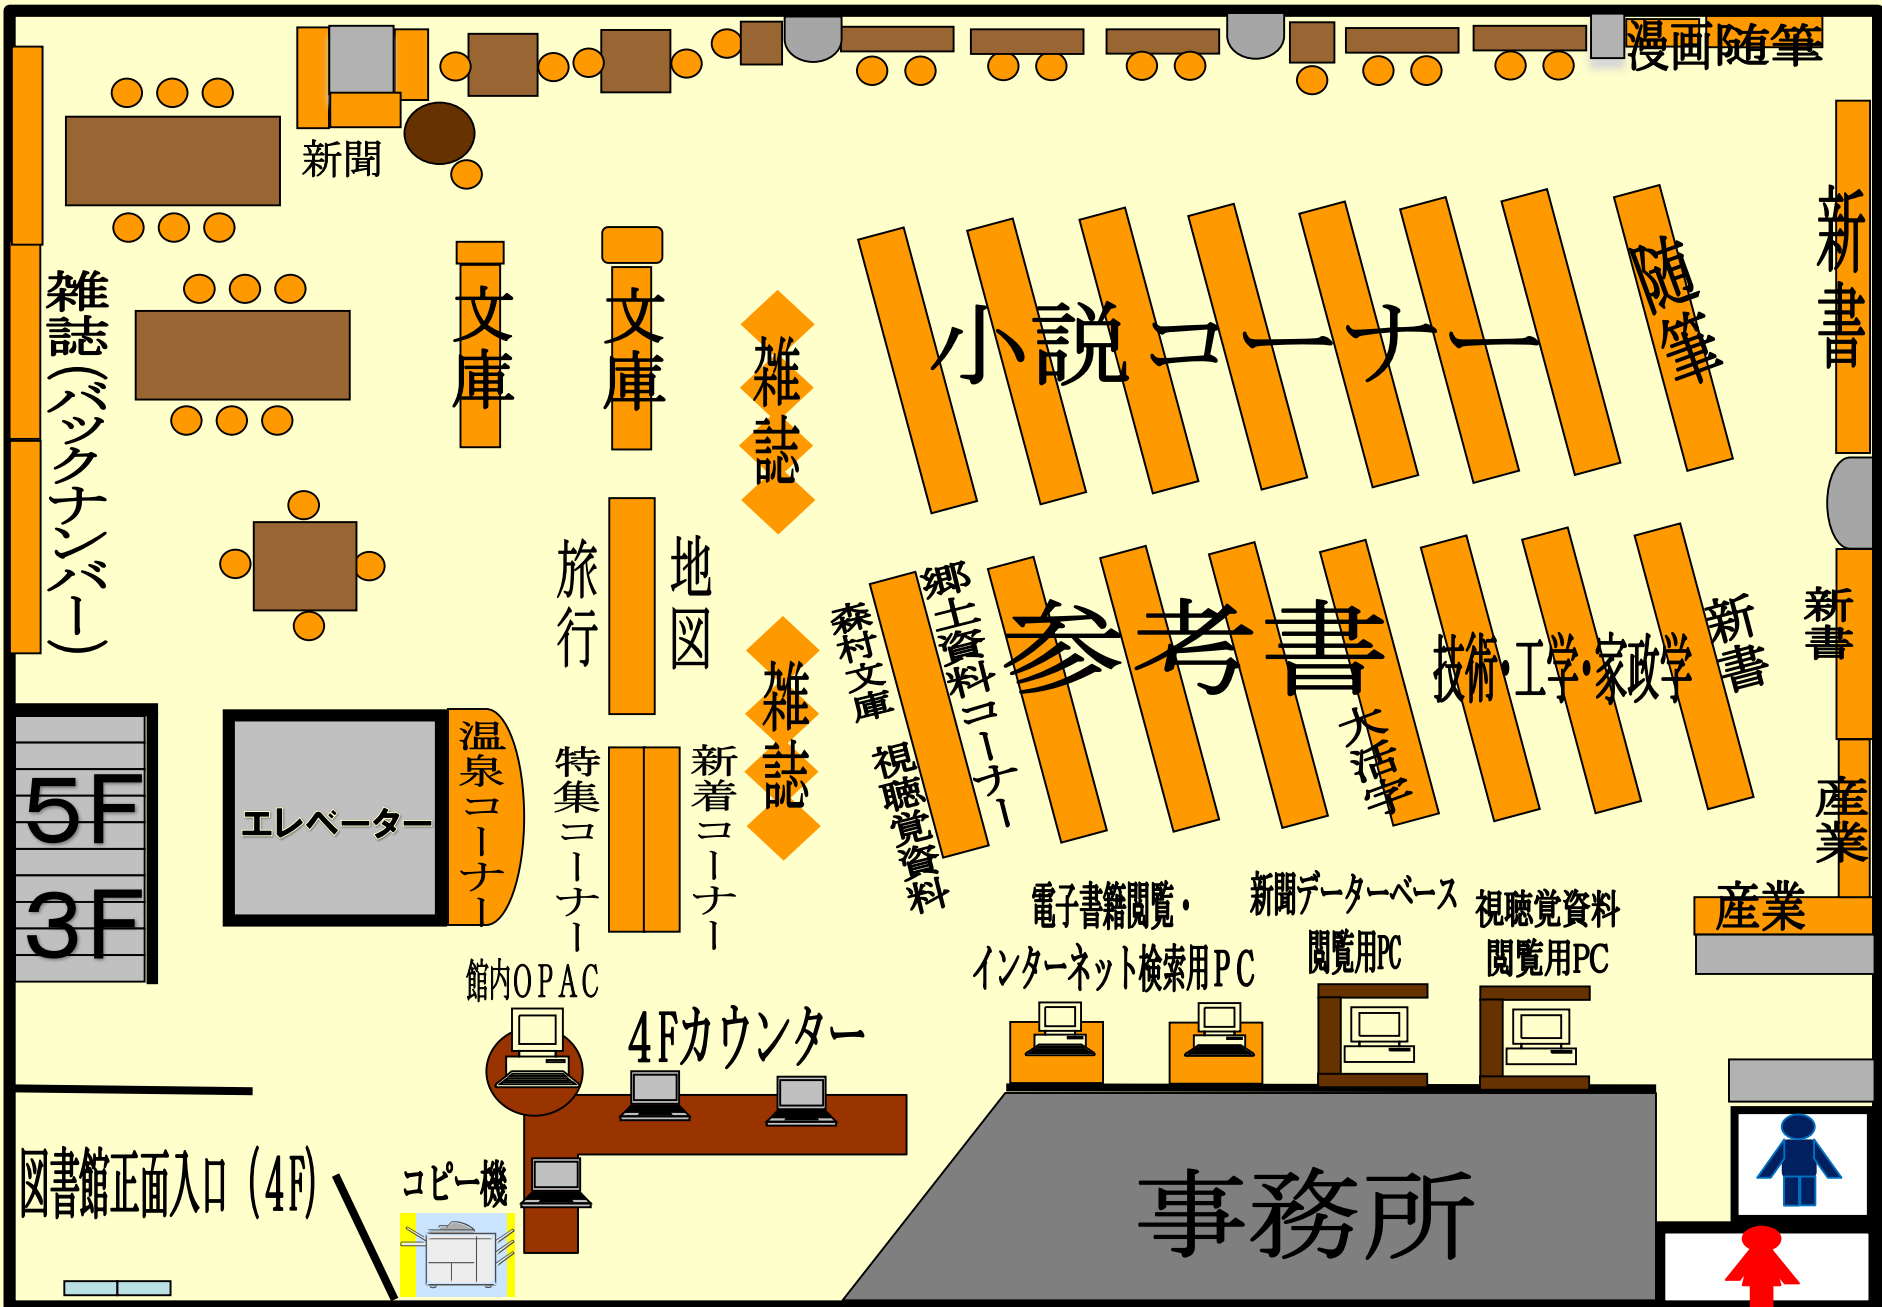 漫画
随筆
新聞
新書
雑誌(バックナンバー)
文庫
文庫
雑誌
小説コーナー
随筆
旅行
地図
森村文庫
視聴覚資料
郷土資料コーナー
参考書
大活字
技術・工学・家政学
新書
新書
雑誌
産業
産業
5F
3F
エレベーター
温泉コーナー
特集コーナー
新着コーナー
電子書籍閲覧・
インターネット検索用PC
新聞データーベース
閲覧用PC
視聴覚資料
閲覧用PC
館内OPAC
4Fカウンター
図書館正面入口(4F)
コピー機
事務所